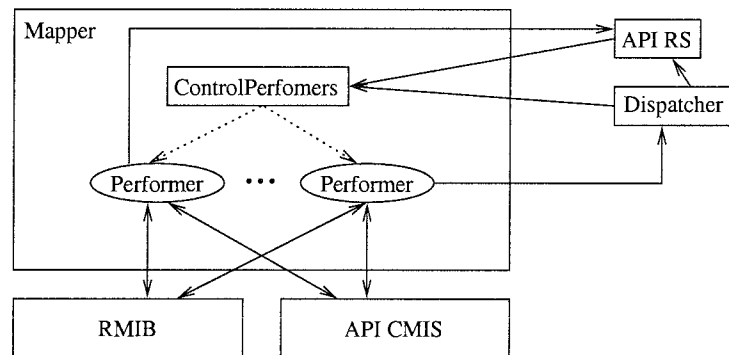 Mapper
API RS
ControlPerfomers
Dispatcher
Performer
Performer
RMIB
API CMIS